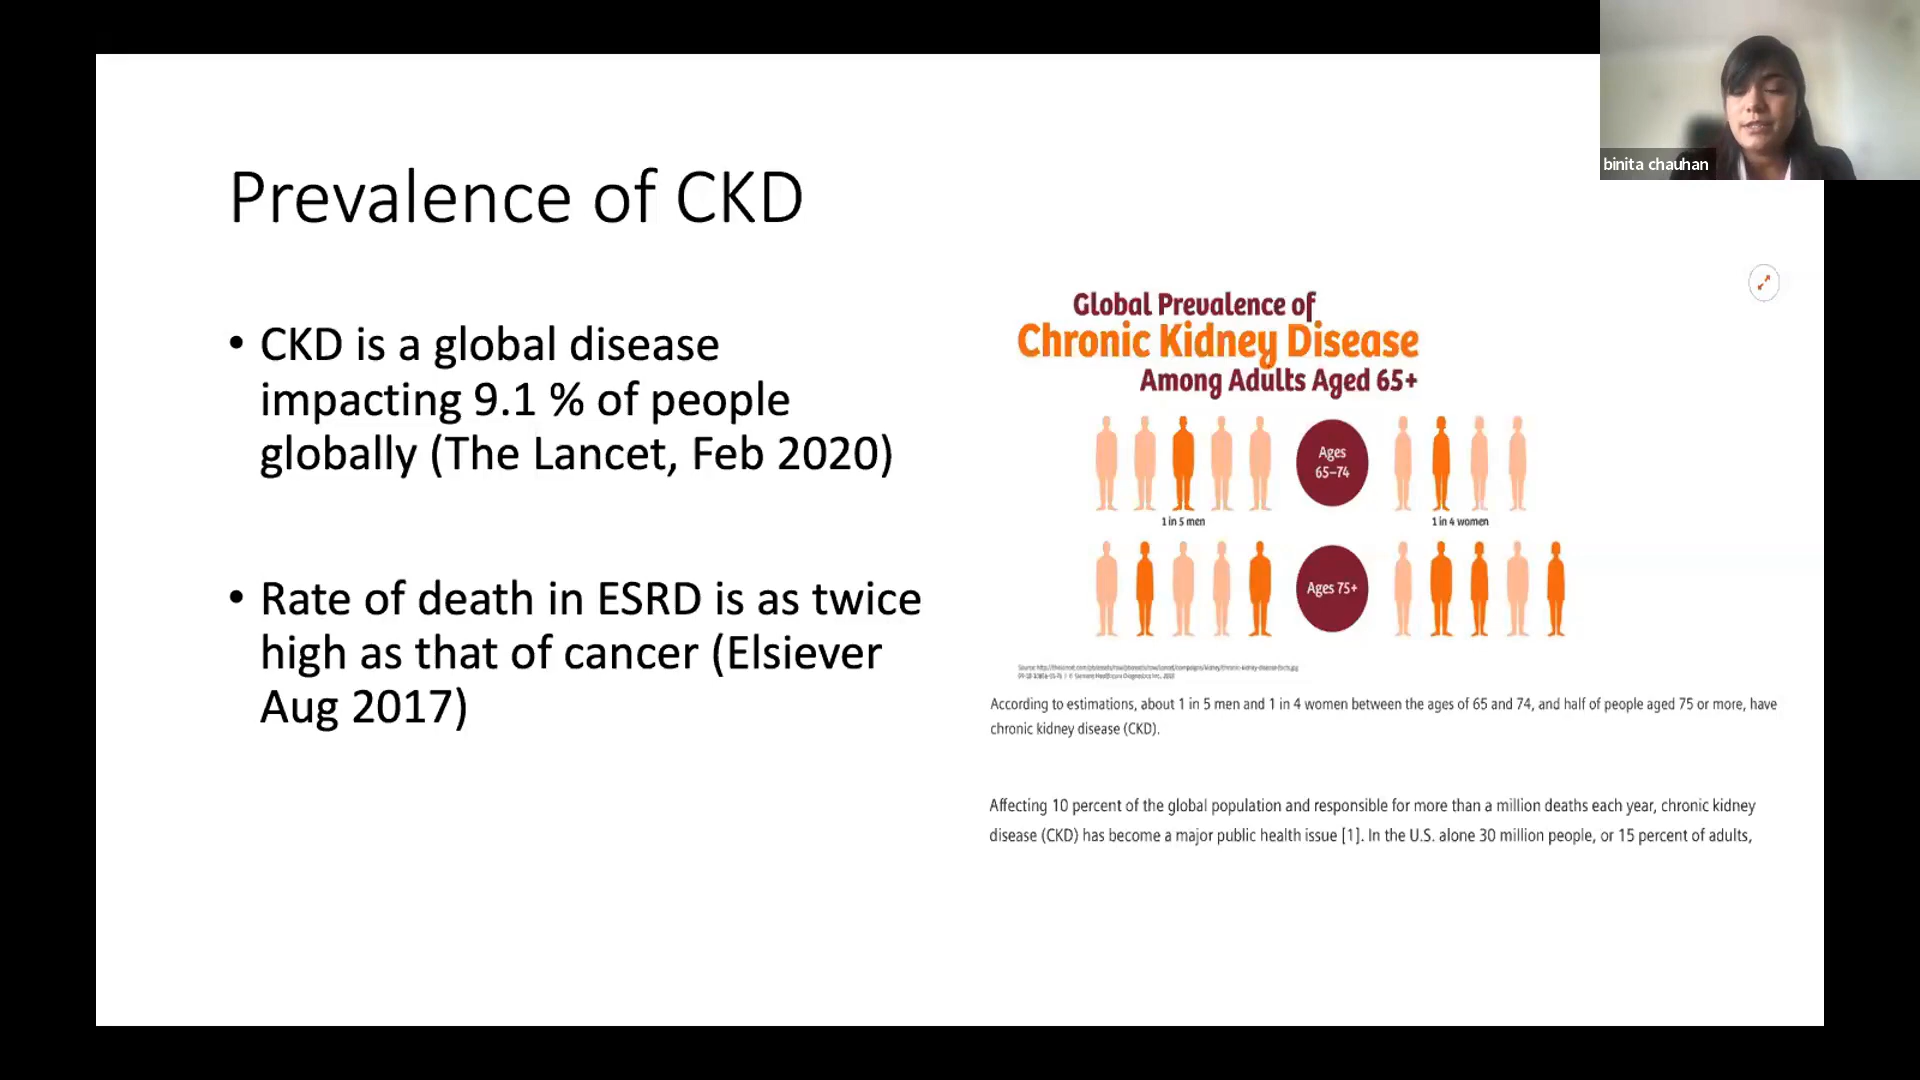 binita chauhan
Prevalence of CKD
• CKD is a global disease
impacting 9.1 % of people
globally (The Lancet, Feb 2020)
• Rate of death in ESRD is as twice
high as that of cancer (Elsiever
Aug 2017)
Global Prevalence of
Chronic Kidney Disease
Among Adults Aged 65+
Ages
65–74
1 in 5 men
1 in 4 women
Ages 75+
According to estimations, about 1 in 5 men and 1 in 4 women between the ages of 65 and 74, and half of people aged 75 or more, have
chronic kidney disease (CKD).
Affecting 10 percent of the global population and responsible for more than a million deaths each year, chronic kidney
disease (CKD) has become a major public health issue [1]. In the U.S. alone 30 million people, or 15 percent of adults,